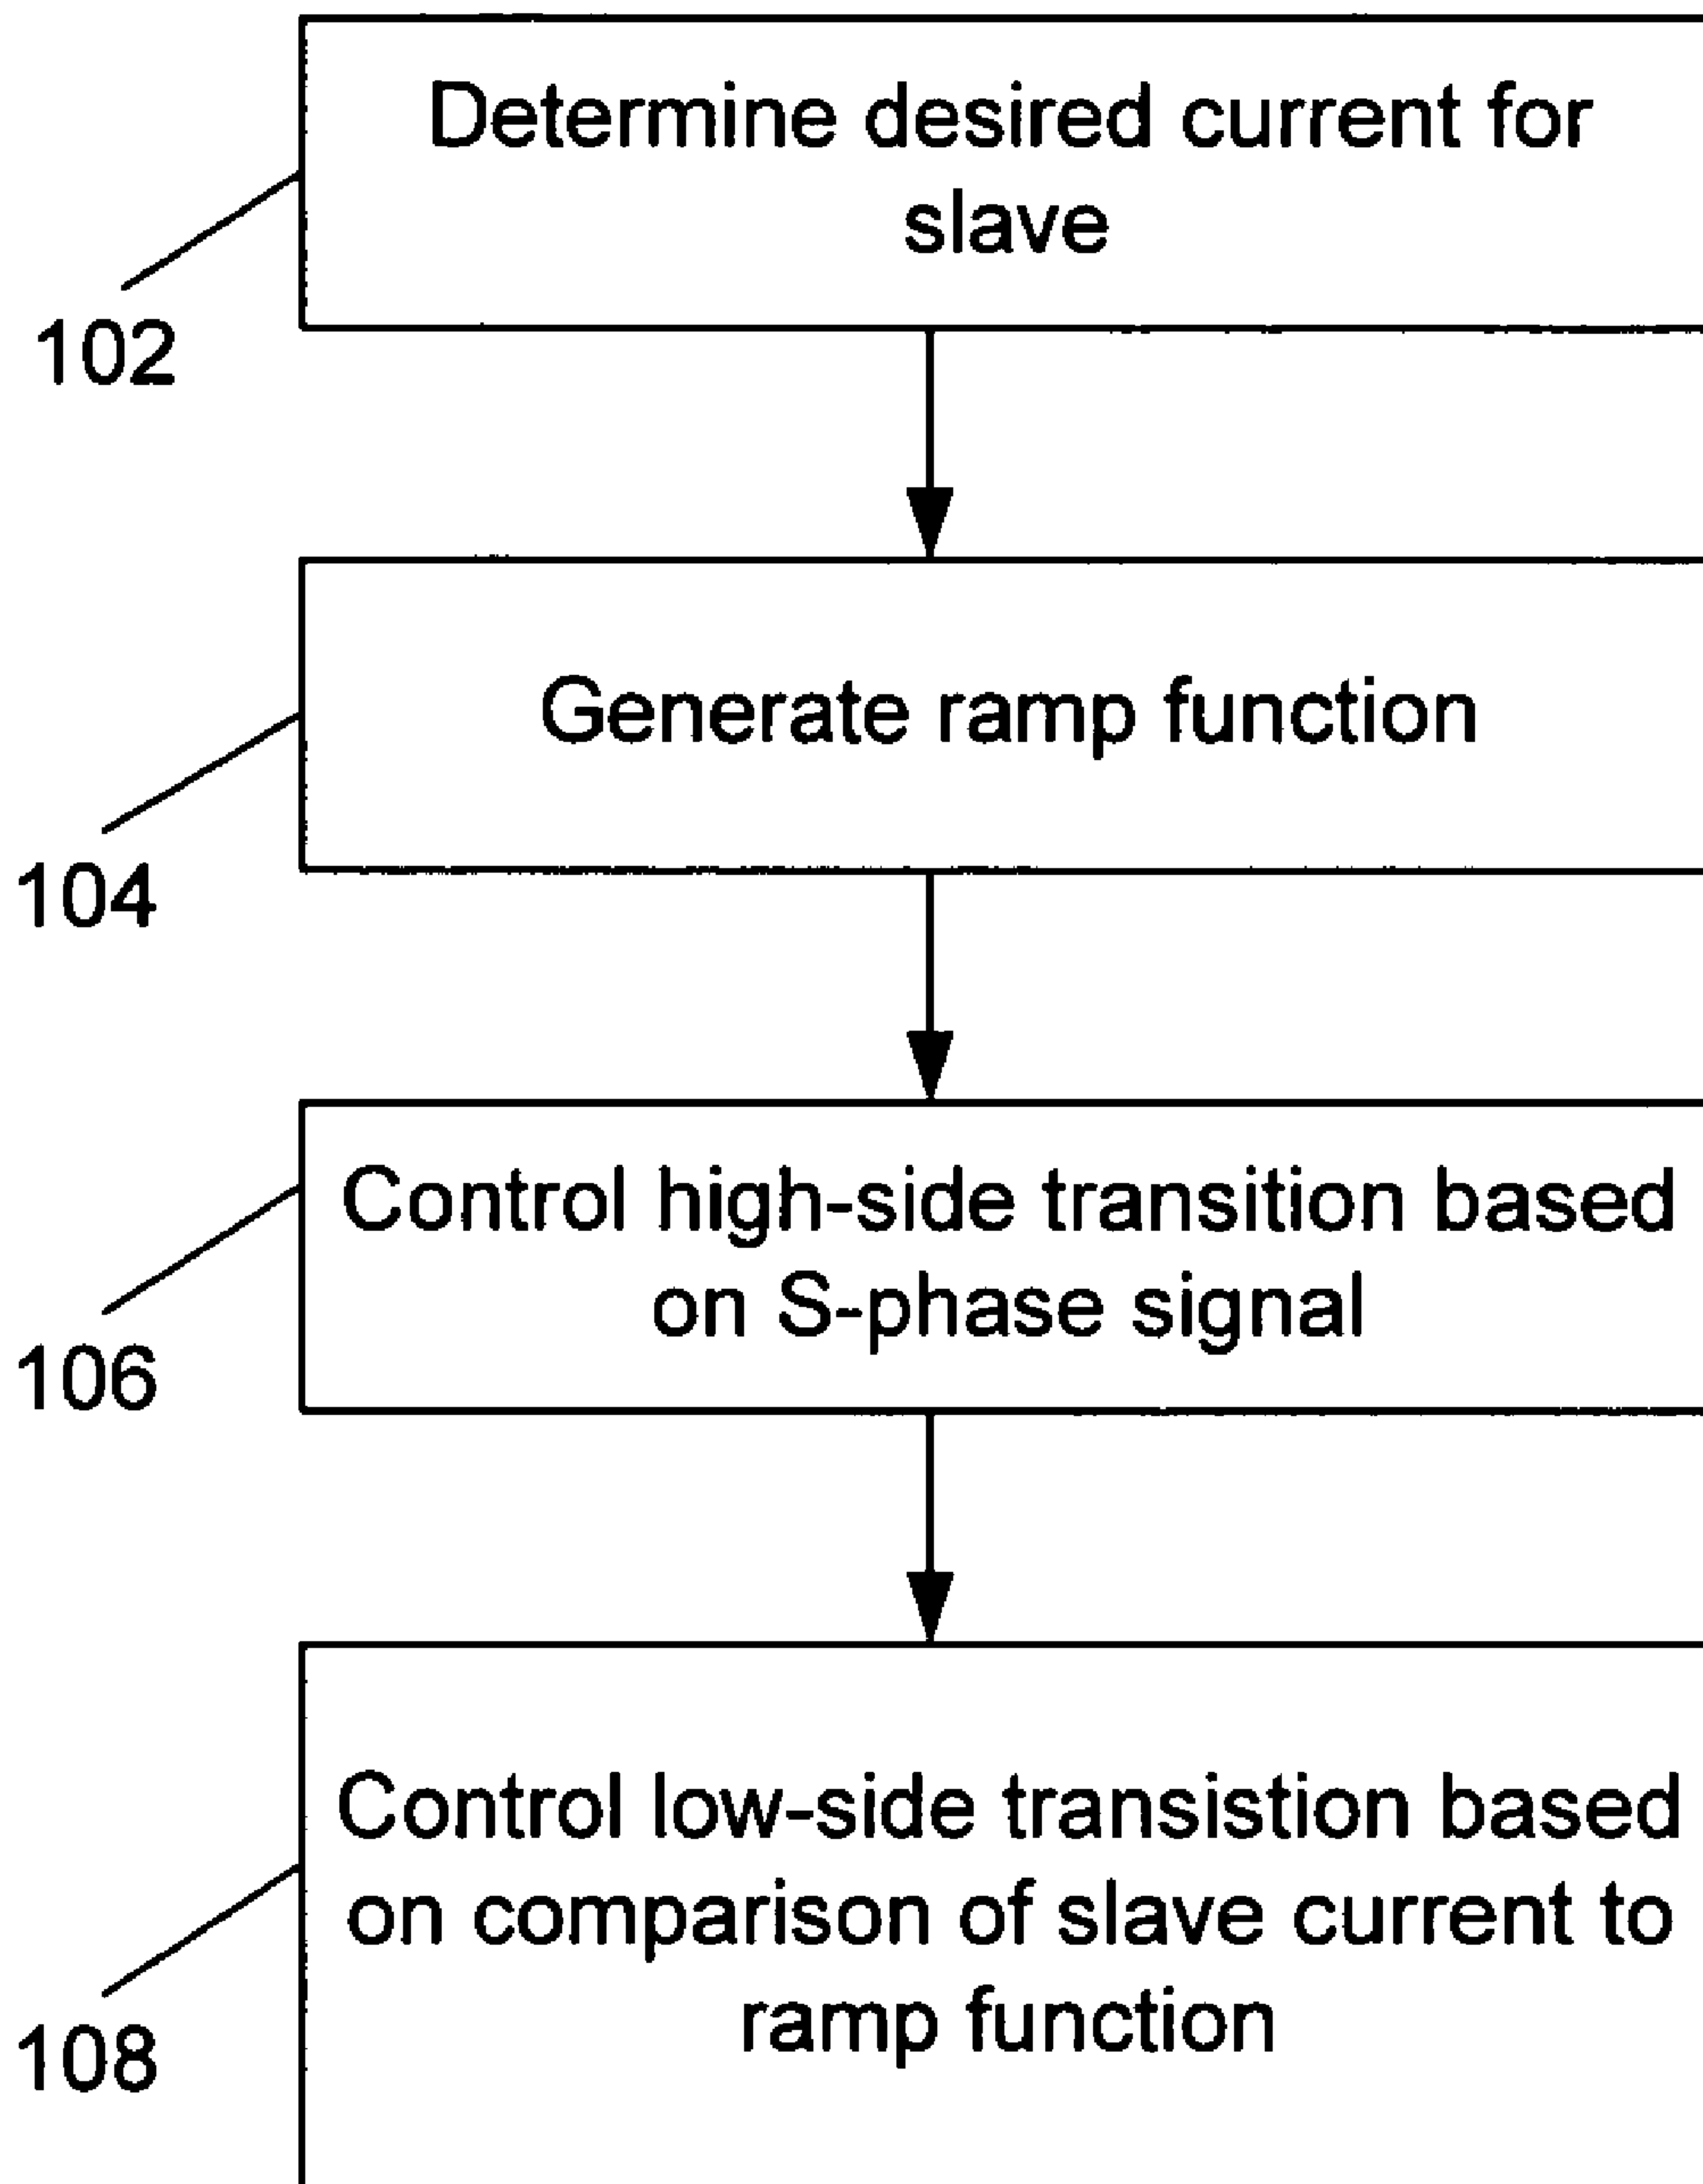 Determine desired current for
slave
102
Generate ramp function
104
Control high-side transition based
on S-phase signal
106
Control low-side transistion based
on comparison of slave current to
ramp function
108